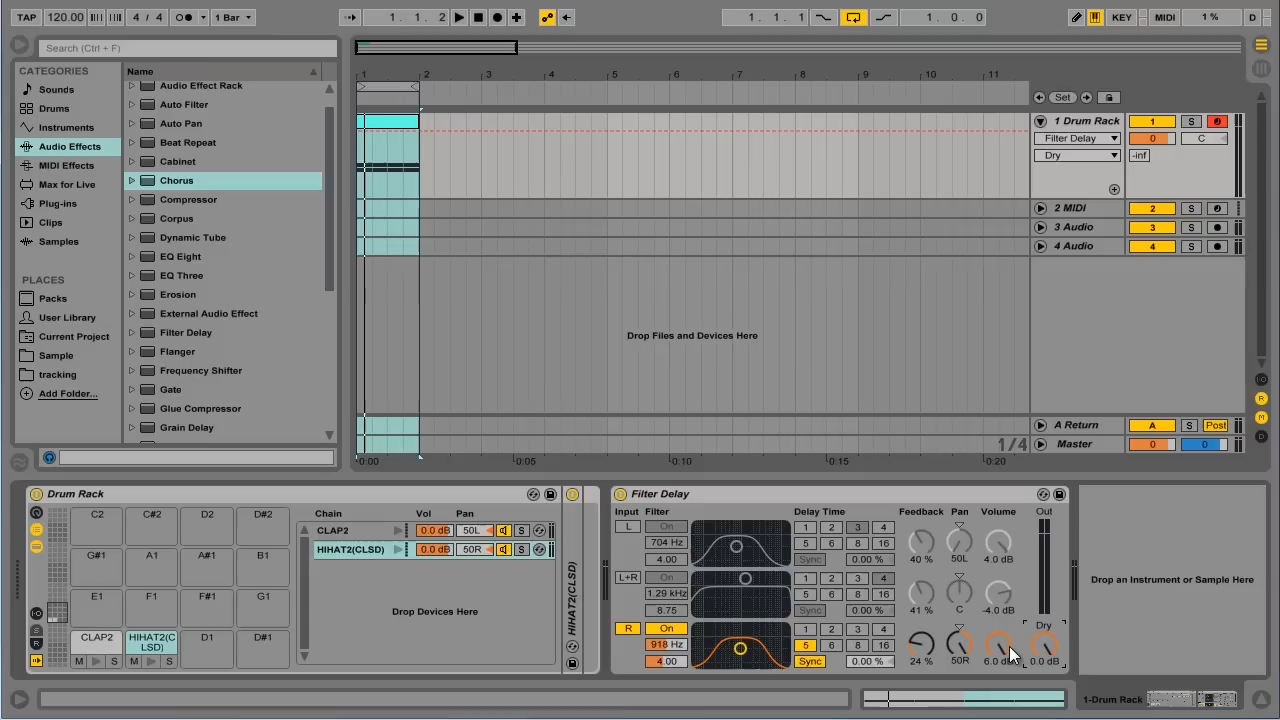 TAP 120.00 4 / 4 1 Bar 1. 1. 2 1. 1. 1 1. 0. 0 KEY MIDI 1 % D
Search (Ctrl + F)
CATEGORIES
Sounds
Drums
Instruments
Audio Effects
MIDI Effects
Max for Live
Plug-ins
Clips
Samples
PLACES
Packs
User Library
Current Project
Sample
tracking
Add Folder...
Name
Audio Effect Rack
Auto Filter
Auto Pan
Beat Repeat
Cabinet
Chorus
Compressor
Corpus
Dynamic Tube
EQ Eight
EQ Three
Erosion
External Audio Effect
Filter Delay
Flanger
Frequency Shifter
Gate
Glue Compressor
Grain Delay
1 2 3 4 5 6 7 8 9 10 11
Set
1 Drum Rack 1 S
Filter Delay 0 C
Dry -inf
2 MIDI 2 S
3 Audio 3 S
4 Audio 4 S
Drop Files and Devices Here
A Return A S Post
1/4 Master 0 0
0:00 0:05 0:10 0:15 0:20
R
M
D
Drum Rack
C2 C#2 D2 D#2
G#1 A1 A#1 B1
E1 F1 F#1 G1
CLAP2 HIHAT2(C LSD) D1 D#1
M S M S
Chain Vol Pan
CLAP2 0.0 dB 50L S
HIHAT2(CLSD) 0.0 dB 50R S
Drop Devices Here
HIHAT2(CLSD)
Filter Delay
Input Filter Delay Time Feedback Pan Volume Out
L On 704 Hz 4.00 1 2 3 4 5 6 8 16 Sync 0.00 % 40 % 50L 4.0 dB
L+R On 1.29 kHz 8.75 1 2 3 4 5 6 8 16 Sync 0.00 % 41 % C -4.0 dB
R On 918 Hz 4.00 1 2 3 4 5 6 8 16 Sync 0.00 % 24 % 50R 6.0 dB
Dry
0.0 dB
Drop an Instrument or Sample Here
1-Drum Rack